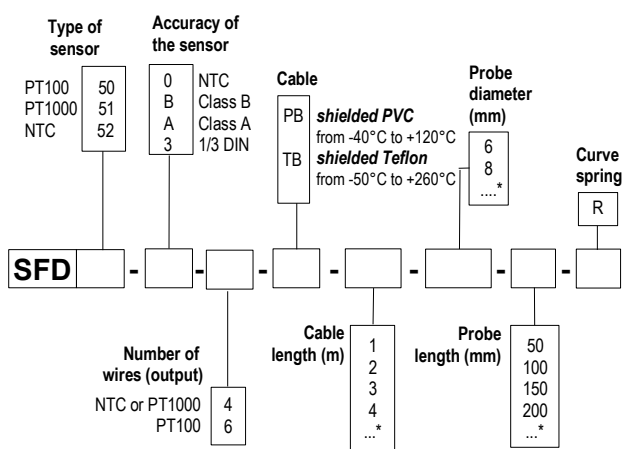 Type of
sensor
PT100 50
PT1000 51
NTC 52
Accuracy of
the sensor
0 NTC
B Class B
A Class A
3 1/3 DIN
Cable
PB shielded PVC
from -40°C to +120°C
TB shielded Teflon
from -50°C to +260°C
Probe
diameter
(mm)
6
8
....*
Curve
spring
R
SFD - - - - - - -
Number of
wires (output)
NTC or PT1000 4
PT100 6
Cable
length (m)
1
2
3
4
...*
Probe
length (mm)
50
100
150
200
...*